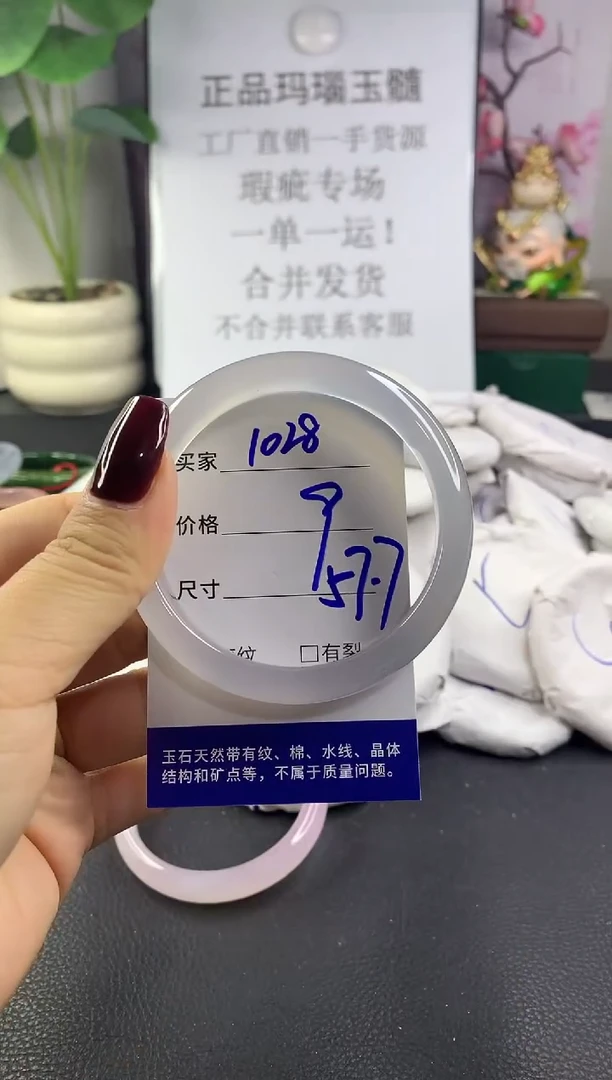 正品玛瑙玉髓
工厂直销一手货源
瑕疵专场
一单一运！
合并发货
不合并联系客服
买家 1028
价格 9
尺寸 57.7
纹 □有裂
玉石天然带有纹、棉、水线、晶体
结构和矿点等，不属于质量问题。